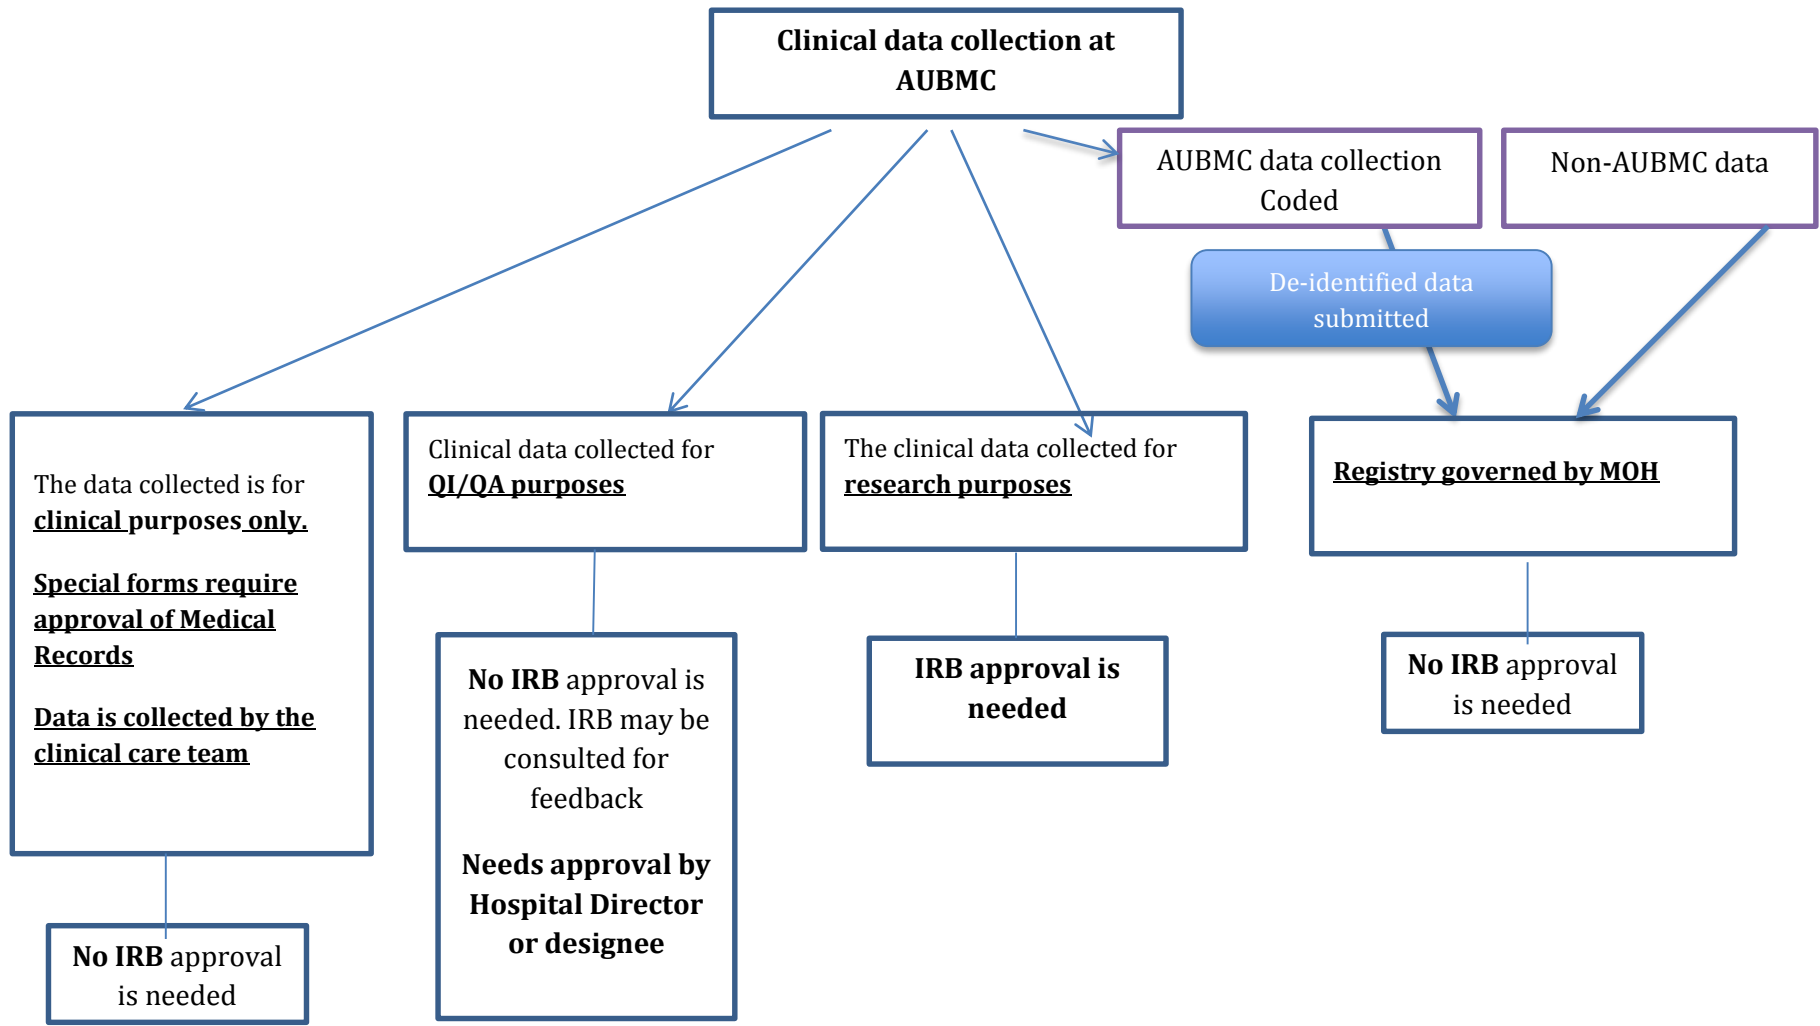 Clinical data collection at
AUBMC
AUBMC data collection
Coded
Non-AUBMC data
De-identified data
submitted
The data collected is for
clinical purposes only.
Special forms require
approval of Medical
Records
Data is collected by the
clinical care team
Clinical data collected for
QI/QA purposes
The clinical data collected for
research purposes
Registry governed by MOH
No IRB approval is
needed. IRB may be
consulted for
feedback
Needs approval by
Hospital Director
or designee
IRB approval is
needed
No IRB approval
is needed
No IRB approval
is needed